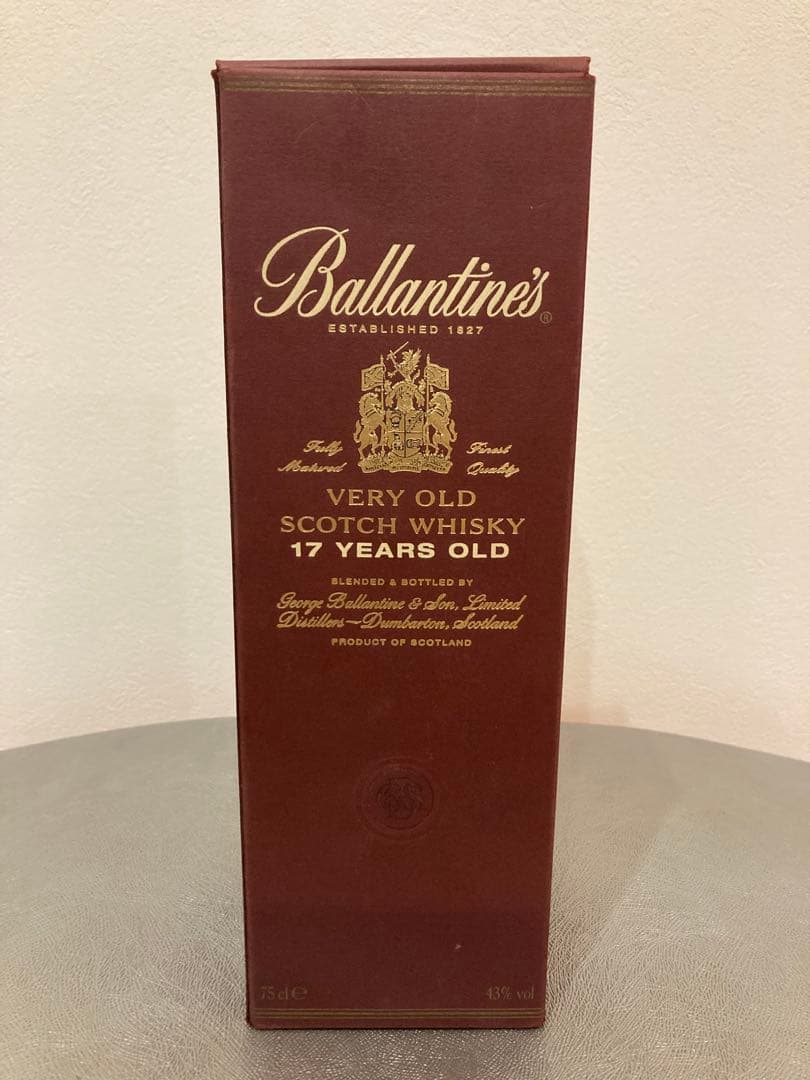 Ballantine's®
ESTABLISHED 1827
Fully Finest
Matured Quality
VERY OLD
SCOTCH WHISKY
17 YEARS OLD
BLENDED & BOTTLED BY
George Ballantine & Son, Limited
Distillers—Dumbarton, Scotland
PRODUCT OF SCOTLAND
75 cl ℮ 43% vol